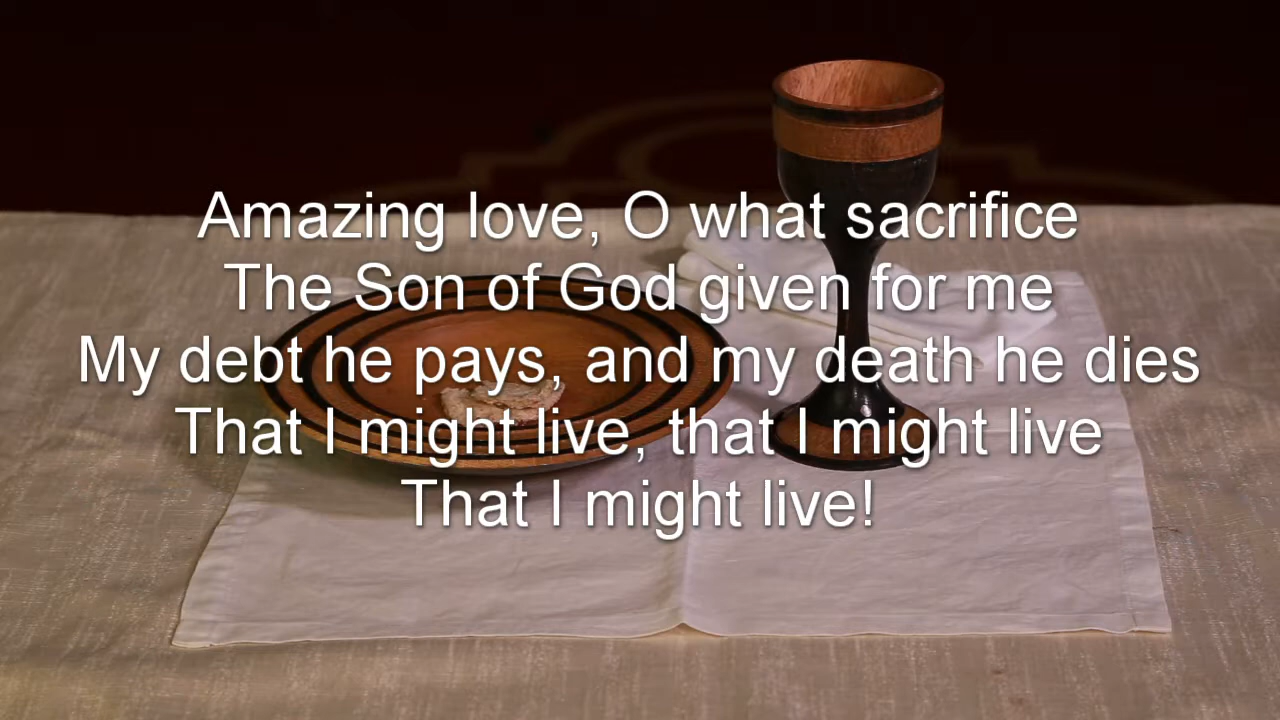 Amazing love, O what sacrifice
The Son of God given for me
My debt he pays, and my death he dies
That I might live, that I might live
That I might live!